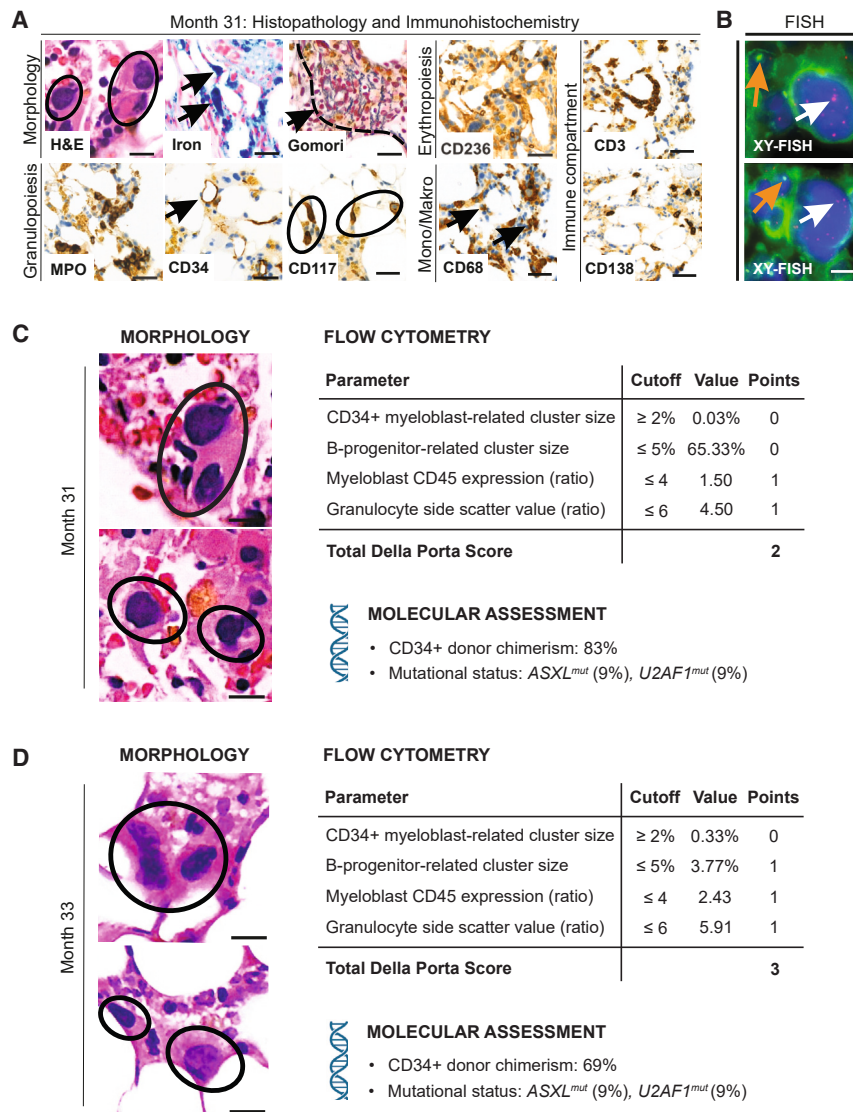 A
Month 31: Histopathology and Immunohistochemistry
Morphology
H&E
Iron
Gomori
Erythropoiesis
CD236
Immune compartment
CD3
Granulopoiesis
MPO
CD34
CD117
Mono/Makro
CD68
CD138
B
FISH
XY-FISH
XY-FISH
C
MORPHOLOGY
Month 31
FLOW CYTOMETRY
Parameter Cutoff Value Points
CD34+ myeloblast-related cluster size ≥ 2% 0.03% 0
B-progenitor-related cluster size ≤ 5% 65.33% 0
Myeloblast CD45 expression (ratio) ≤ 4 1.50 1
Granulocyte side scatter value (ratio) ≤ 6 4.50 1
Total Della Porta Score 2
MOLECULAR ASSESSMENT
• CD34+ donor chimerism: 83%
• Mutational status: ASXLmut (9%), U2AF1mut (9%)
D
MORPHOLOGY
Month 33
FLOW CYTOMETRY
Parameter Cutoff Value Points
CD34+ myeloblast-related cluster size ≥ 2% 0.33% 0
B-progenitor-related cluster size ≤ 5% 3.77% 1
Myeloblast CD45 expression (ratio) ≤ 4 2.43 1
Granulocyte side scatter value (ratio) ≤ 6 5.91 1
Total Della Porta Score 3
MOLECULAR ASSESSMENT
• CD34+ donor chimerism: 69%
• Mutational status: ASXLmut (9%), U2AF1mut (9%)